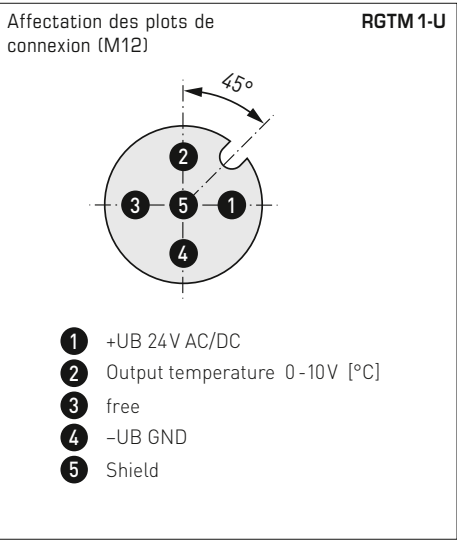 Affectation des plots de
connexion (M12)
RGTM 1-U
45°
2
3 5 1
4
1 +UB 24 V AC/DC
2 Output temperature 0-10V [°C]
3 free
4 –UB GND
5 Shield